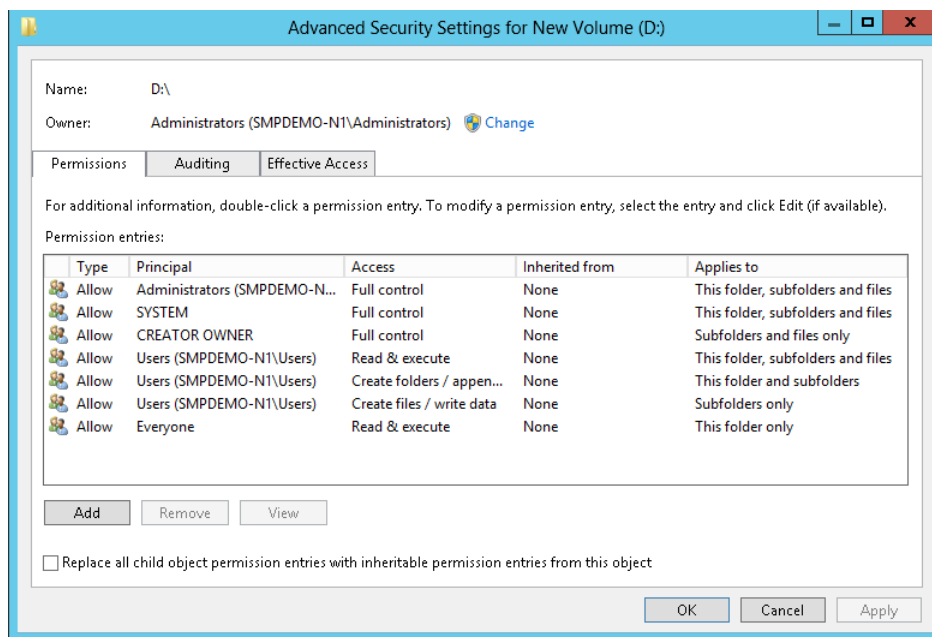 Advanced Security Settings for New Volume (D:)
Name: D:\
Owner: Administrators (SMPDEMO-N1\Administrators) Change
Permissions Auditing Effective Access
For additional information, double-click a permission entry. To modify a permission entry, select the entry and click Edit (if available).
Permission entries:
Type Principal Access Inherited from Applies to
Allow Administrators (SMPDEMO-N... Full control None This folder, subfolders and files
Allow SYSTEM Full control None This folder, subfolders and files
Allow CREATOR OWNER Full control None Subfolders and files only
Allow Users (SMPDEMO-N1\Users) Read & execute None This folder, subfolders and files
Allow Users (SMPDEMO-N1\Users) Create folders / appen... None This folder and subfolders
Allow Users (SMPDEMO-N1\Users) Create files / write data None Subfolders only
Allow Everyone Read & execute None This folder only
Add Remove View
Replace all child object permission entries with inheritable permission entries from this object
OK Cancel Apply